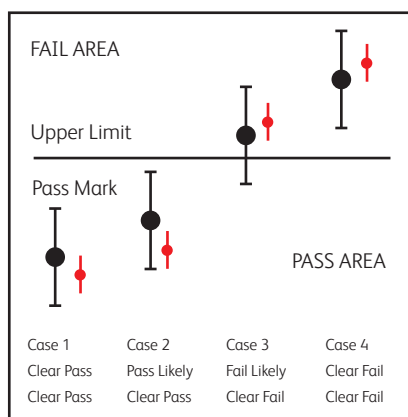 FAIL AREA
Upper Limit
Pass Mark
PASS AREA
Case 1 Case 2 Case 3 Case 4
Clear Pass Pass Likely Fail Likely Clear Fail
Clear Pass Clear Pass Clear Fail Clear Fail